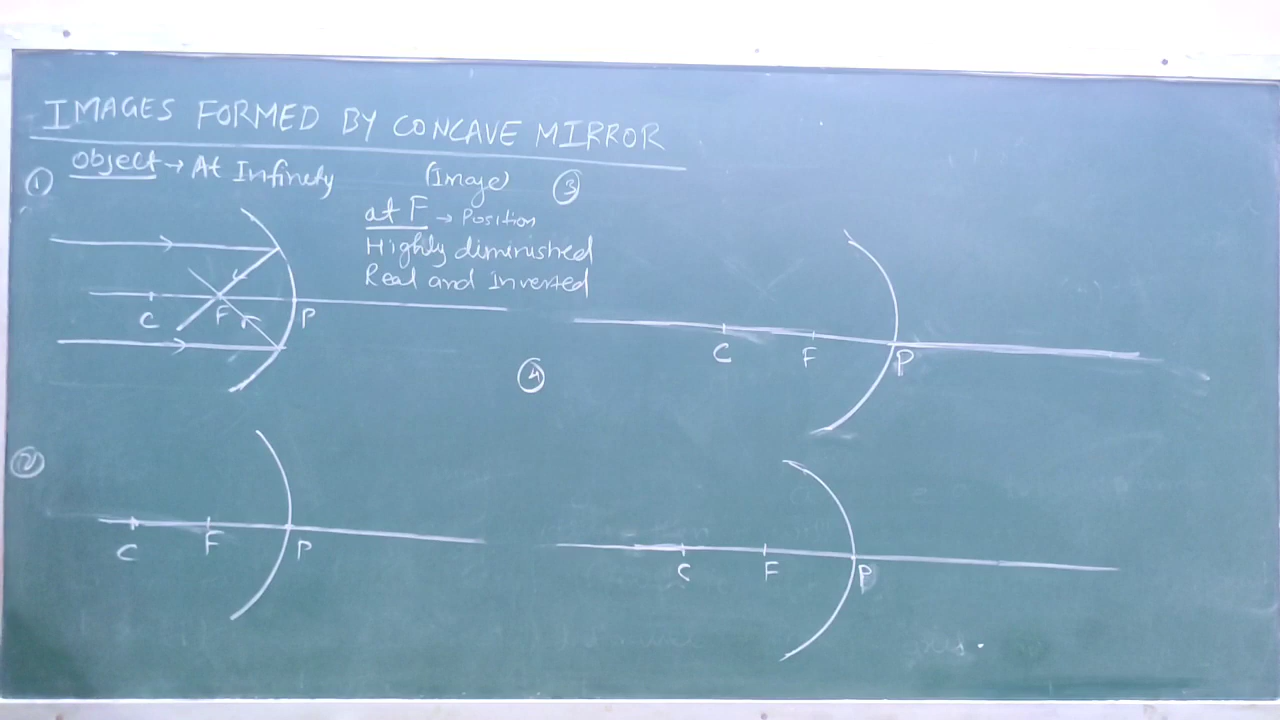 IMAGES FORMED BY CONCAVE MIRROR
① Object → At Infinity
(Image)
at F → Position
Highly diminished
Real and Inverted
C F P
③
C F P
②
C F P
④
C F P